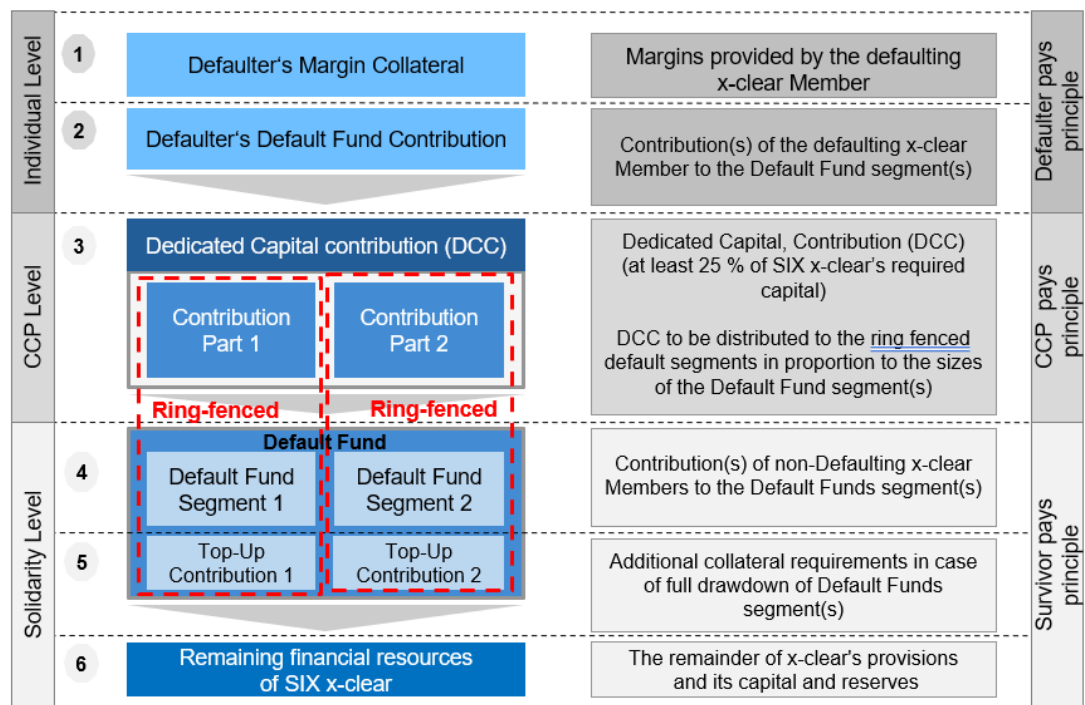 Individual Level
1
Defaulter‘s Margin Collateral
Margins provided by the defaulting
x-clear Member
Defaulter pays
principle
2
Defaulter‘s Default Fund Contribution
Contribution(s) of the defaulting x-clear
Member to the Default Fund segment(s)
CCP Level
3
Dedicated Capital contribution (DCC)
Contribution
Part 1
Contribution
Part 2
Ring-fenced
Ring-fenced
Dedicated Capital, Contribution (DCC)
(at least 25 % of SIX x-clear’s required
capital)
DCC to be distributed to the ring fenced
default segments in proportion to the sizes
of the Default Fund segment(s)
CCP pays
principle
Solidarity Level
Default Fund
4
Default Fund
Segment 1
Default Fund
Segment 2
Contribution(s) of non-Defaulting x-clear
Members to the Default Funds segment(s)
Survivor pays
principle
5
Top-Up
Contribution 1
Top-Up
Contribution 2
Additional collateral requirements in case
of full drawdown of Default Funds
segment(s)
6
Remaining financial resources
of SIX x-clear
The remainder of x-clear's provisions
and its capital and reserves